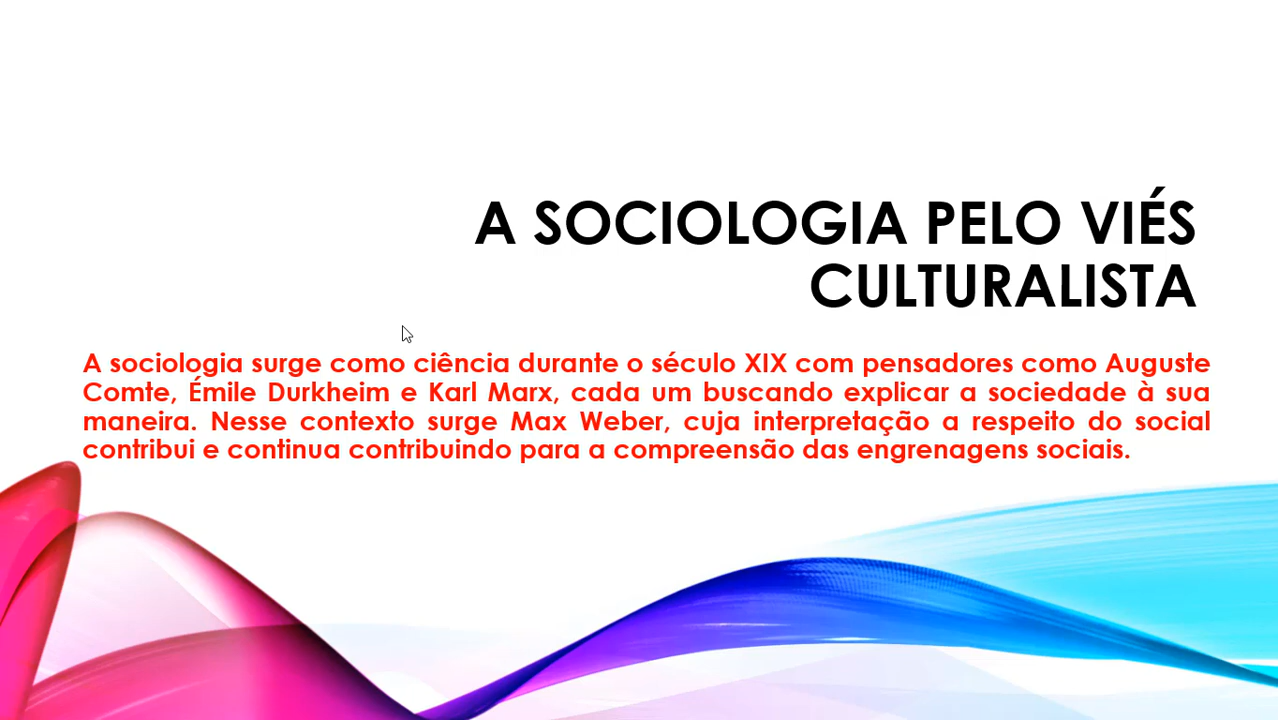 A SOCIOLOGIA PELO VIÉS
CULTURALISTA
A sociologia surge como ciência durante o século XIX com pensadores como Auguste
Comte, Émile Durkheim e Karl Marx, cada um buscando explicar a sociedade à sua
maneira. Nesse contexto surge Max Weber, cuja interpretação a respeito do social
contribui e continua contribuindo para a compreensão das engrenagens sociais.